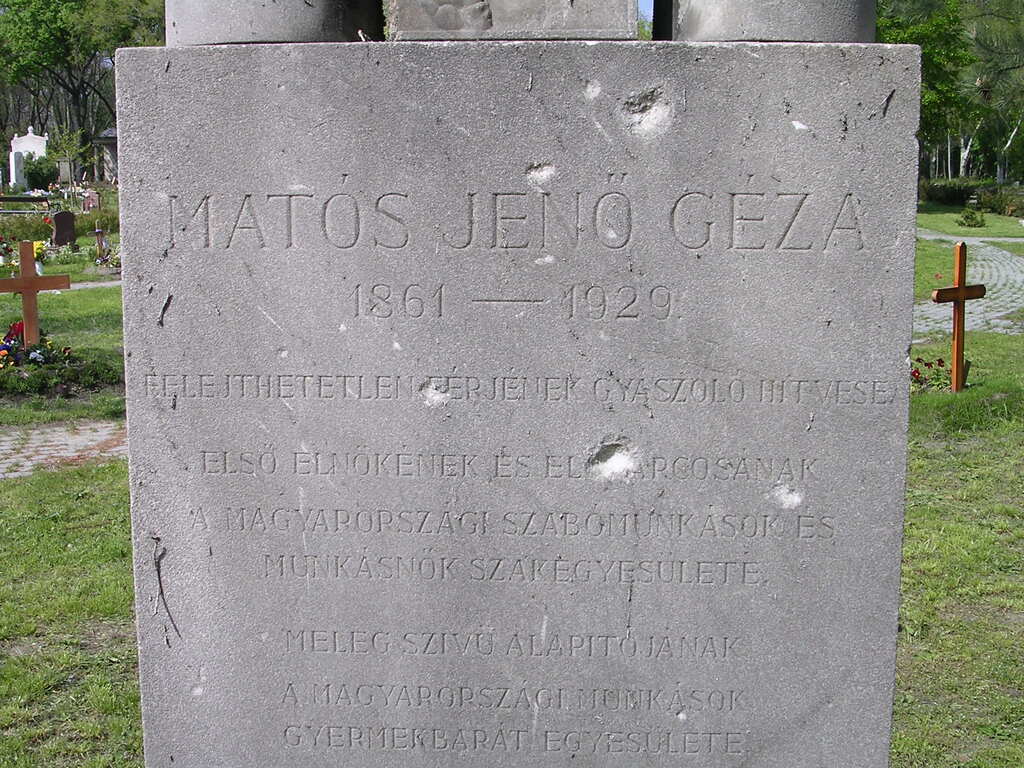 MATÓS JENŐ GÉZA
1861 — 1929.
FELEJTHETETLEN FÉRJÉNEK GYÁSZOLÓ HITVESE.
ELSŐ ELNÖKÉNEK ÉS ELŐHARCOSÁNAK
A MAGYARORSZÁGI SZABÓMUNKÁSOK ÉS
MUNKÁSNŐK SZAKEGYESÜLETE.
MELEG SZIVŰ ALAPITÓJÁNAK
A MAGYARORSZÁGI MUNKÁSOK
GYERMEKBARÁT EGYESÜLETE.